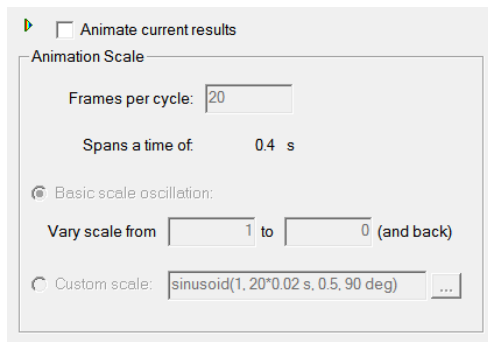 Animate current results
Animation Scale
Frames per cycle: 20
Spans a time of: 0.4 s
Basic scale oscillation:
Vary scale from 1 to 0 (and back)
Custom scale: sinusoid(1, 20*0.02 s, 0.5, 90 deg) ...